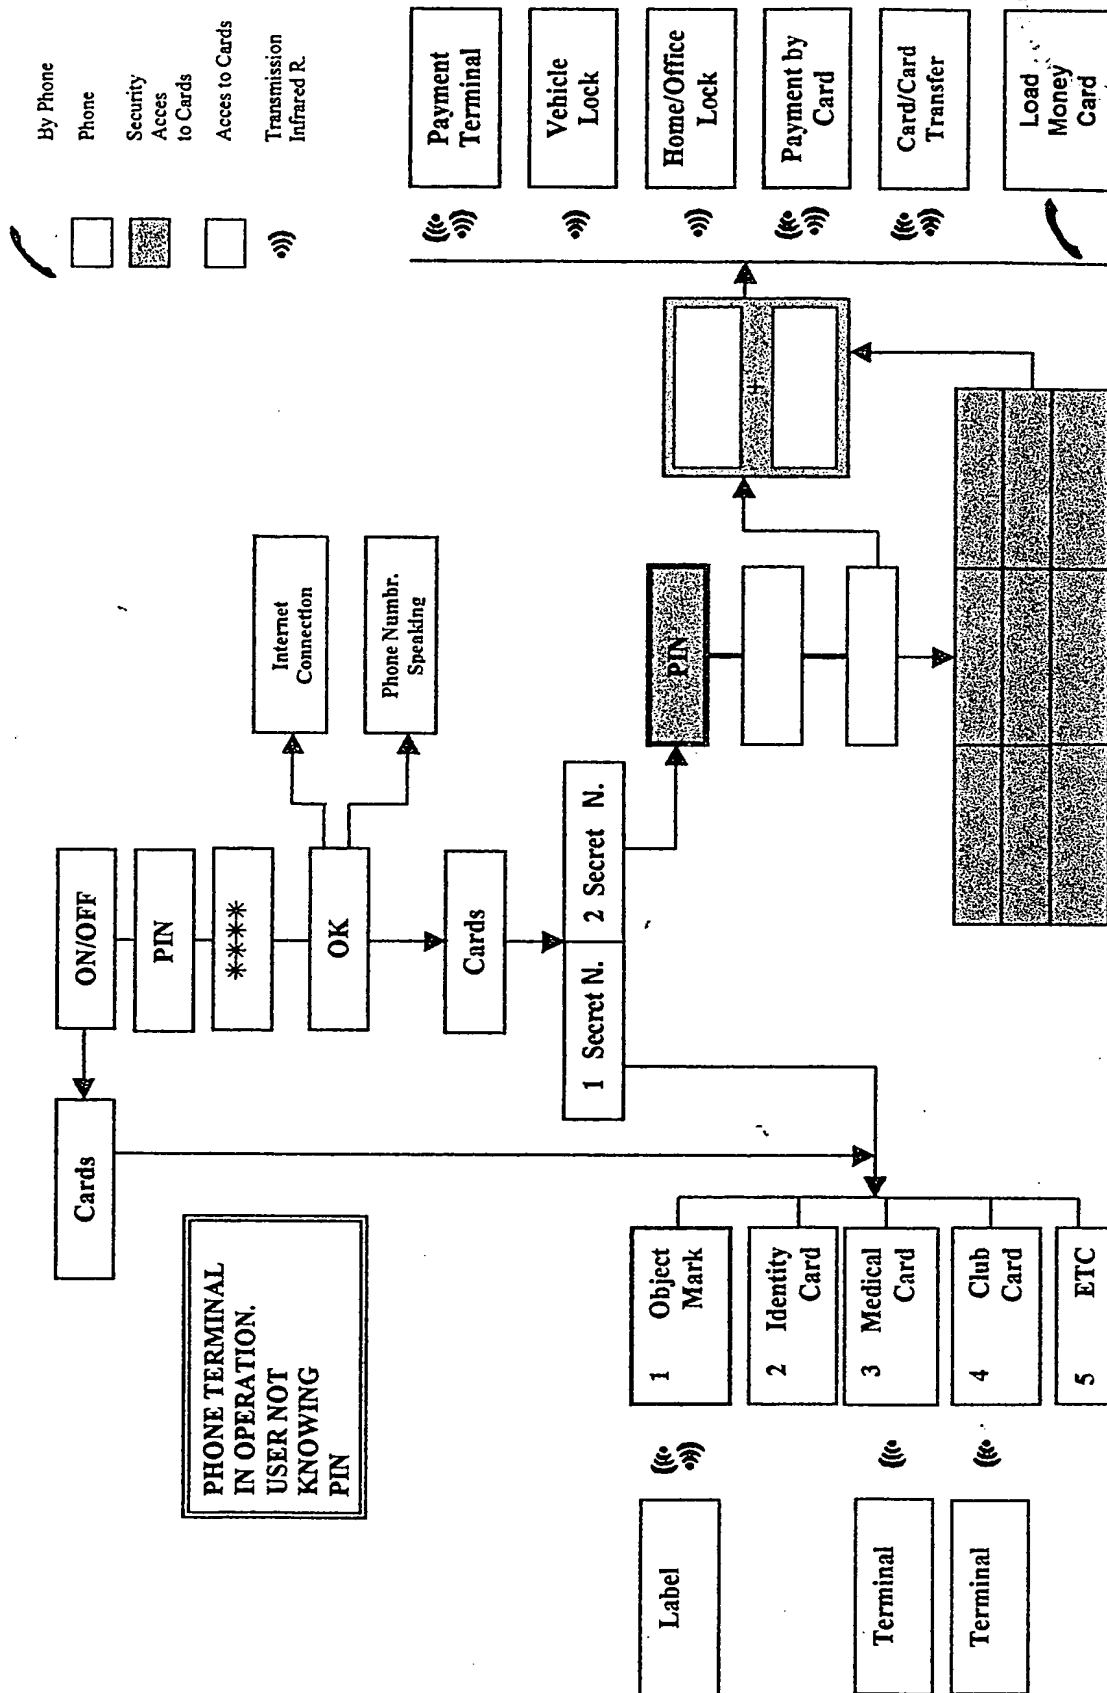 By Phone
Phone
Security
Acces
to Cards
Acces to Cards
Transmission
Infrared R.
Cards
ON/OFF
PIN
****
OK
Internet
Connection
Phone Numbr.
Speaking
PHONE TERMINAL
IN OPERATION.
USER NOT
KNOWING
PIN
Cards
1 Secret N.
2 Secret N.
Label
Terminal
Terminal
1 Object
Mark
2 Identity
Card
3 Medical
Card
4 Club
Card
5 ETC
PIN
+
Payment
Terminal
Vehicle
Lock
Home/Office
Lock
Payment by
Card
Card/Card
Transfer
Load
Money
Card